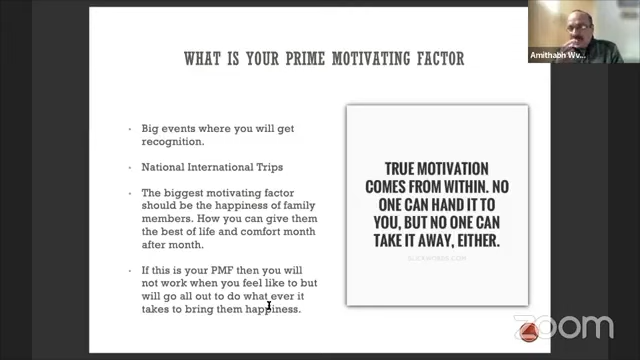 Amithabh Wv...
WHAT IS YOUR PRIME MOTIVATING FACTOR
Big events where you will get
recognition.
National International Trips
The biggest motivating factor
should be the happiness of family
members. How you can give them
the best of life and comfort month
after month.
If this is your PMF then you will
not work when you feel like to but
will go all out to do what ever it
takes to bring them happiness.
TRUE MOTIVATION
COMES FROM WITHIN. NO
ONE CAN HAND IT TO
YOU, BUT NO ONE CAN
TAKE IT AWAY, EITHER.
zoom